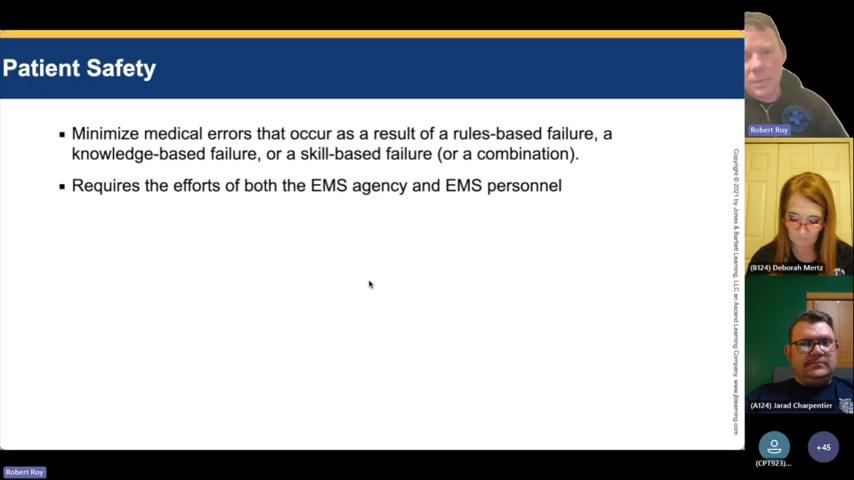 Patient Safety
▪ Minimize medical errors that occur as a result of a rules-based failure, a
knowledge-based failure, or a skill-based failure (or a combination).
▪ Requires the efforts of both the EMS agency and EMS personnel
Copyright © 2021 by Jones & Bartlett Learning, LLC an Ascend Learning Company. www.jblearning.com
Robert Roy
(B124) Deborah Mertz
(A124) Jarad Charpentier
(CPT923)...
+45
Robert Roy